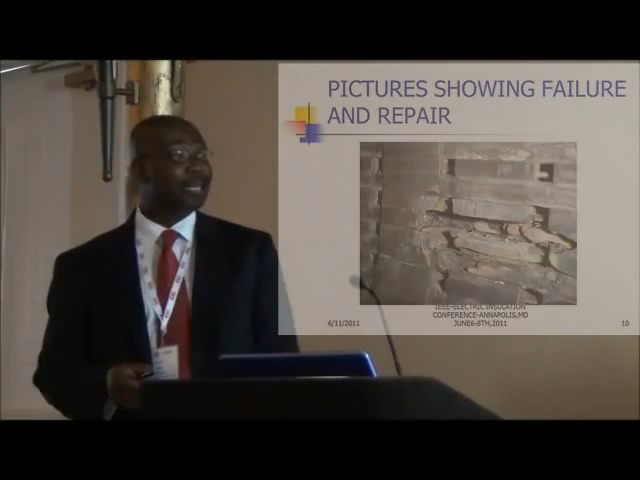 PICTURES SHOWING FAILURE
AND REPAIR
IEEE-ELECTRIC INSULATION
CONFERENCE-ANNAPOLIS,MD
6/11/2011 JUNE6-8TH,2011 10